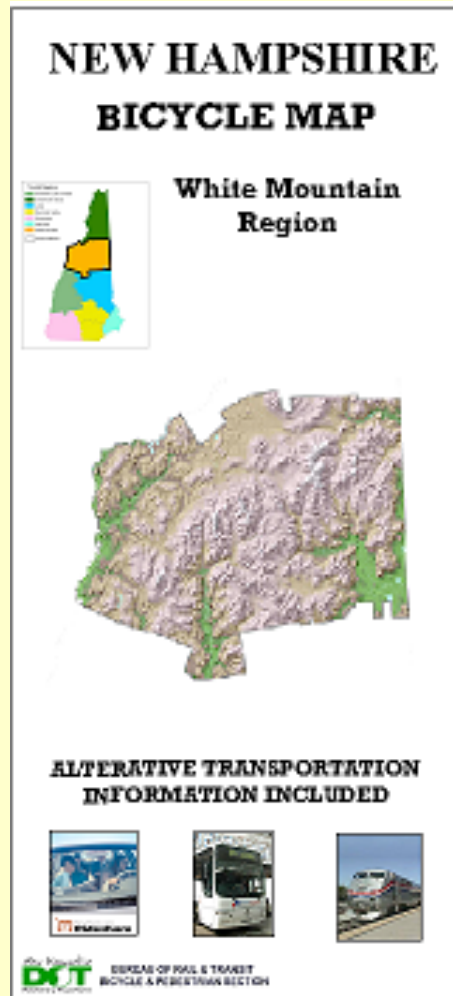 NEW HAMPSHIRE
BICYCLE MAP
White Mountain
Region
ALTERATIVE TRANSPORTATION
INFORMATION INCLUDED
DOT
BUREAU OF RAIL & TRANSIT
BICYCLE & PEDESTRIAN SECTION